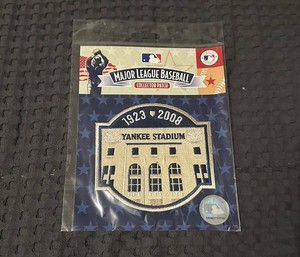 MAJOR LEAGUE BASEBALL
COLLECTOR PATCH
1923 2008
YANKEE STADIUM